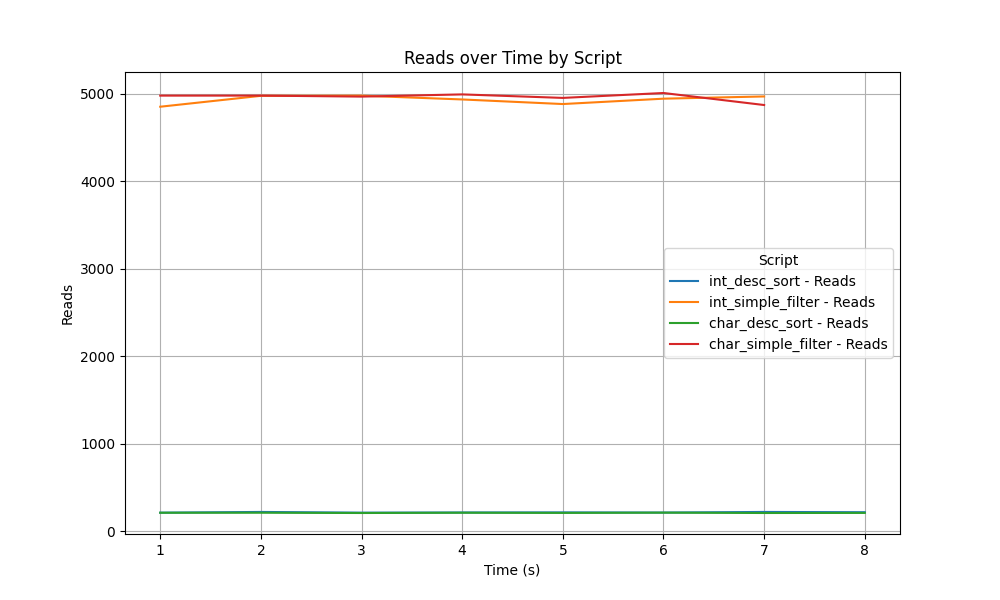 Reads over Time by Script
5000
4000
3000
2000
1000
0
Reads
Script
int_desc_sort - Reads
int_simple_filter - Reads
char_desc_sort - Reads
char_simple_filter - Reads
1 2 3 4 5 6 7 8
Time (s)